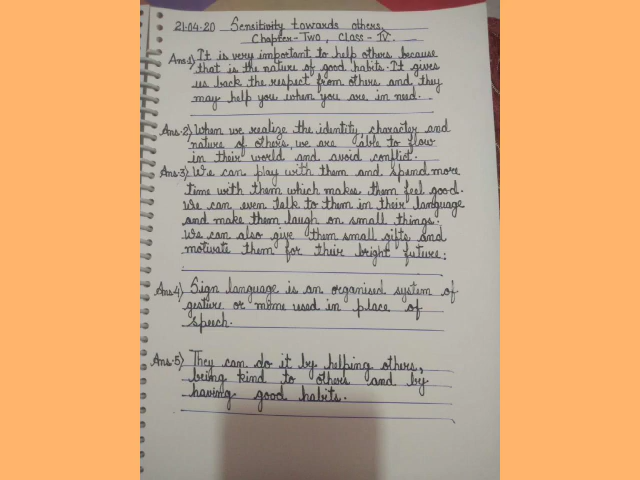 21-04-20 Sensitivity towards others.
Chapter-Two, Class-IV.
Ans-1) It is very important to help others because
that is the nature of good habits. It gives
us back the respect from others and they
may help you when you are in need.
Ans-2) When we realize the identity, character and
nature of others, we are able to flow
in their world and avoid conflict.
Ans-3) We can play with them and spend more
time with them which makes them feel good.
We can even talk to them in their language
and make them laugh on small things.
We can also give them small gifts and
motivate them for their bright future.
Ans-4) Sign language is an organised system of
gesture or mime used in place of
speech.
Ans-5) They can do it by helping others,
being kind to others and by
having good habits.